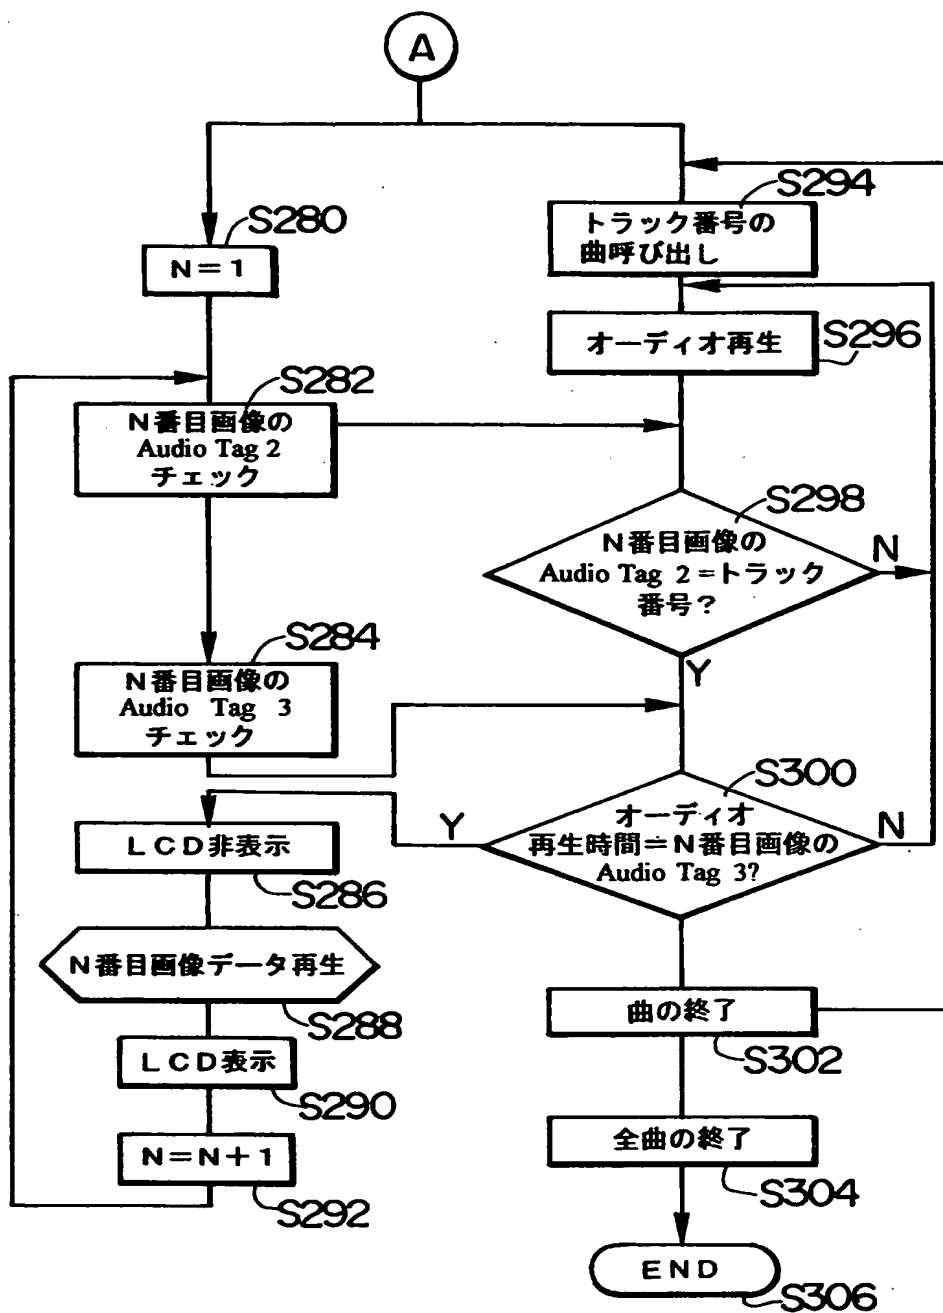 A
S280
N=1
S282
N番目画像の
Audio Tag 2
チェック
S284
N番目画像の
Audio Tag 3
チェック
LCD非表示
S286
N番目画像データ再生
S288
LCD表示
S290
N=N+1
S292
S294
トラック番号の
曲呼び出し
オーディオ再生
S296
S298
N番目画像の
Audio Tag 2=トラック
番号?
N
Y
S300
オーディオ
再生時間=N番目画像の
Audio Tag 3?
Y
N
曲の終了
S302
全曲の終了
S304
END
S306